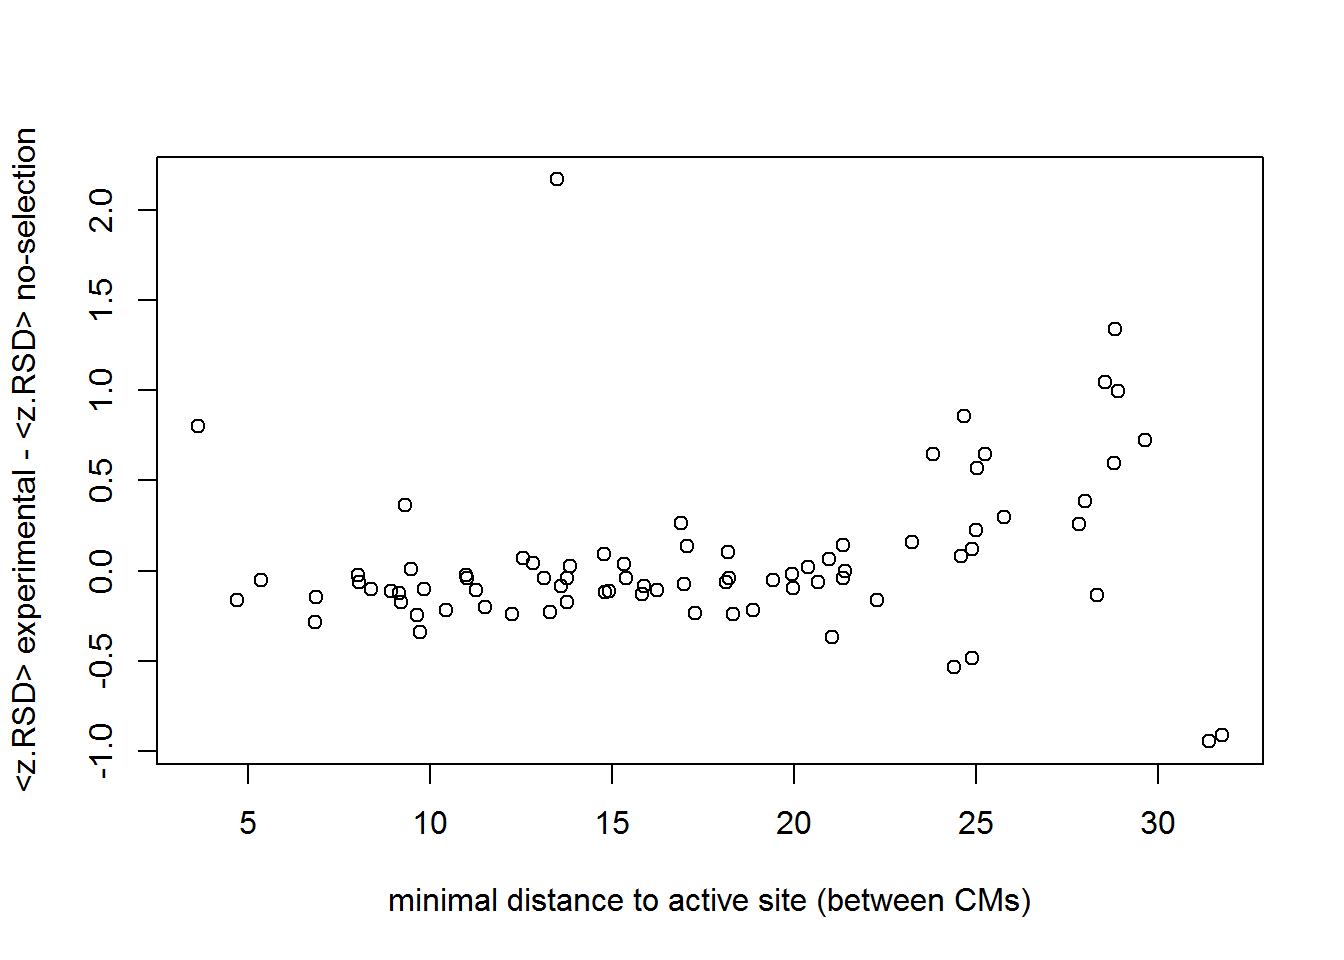 <z.RSD> experimental - <z.RSD> no-selection
2.0
1.5
1.0
0.5
0.0
-0.5
-1.0
5 10 15 20 25 30
minimal distance to active site (between CMs)